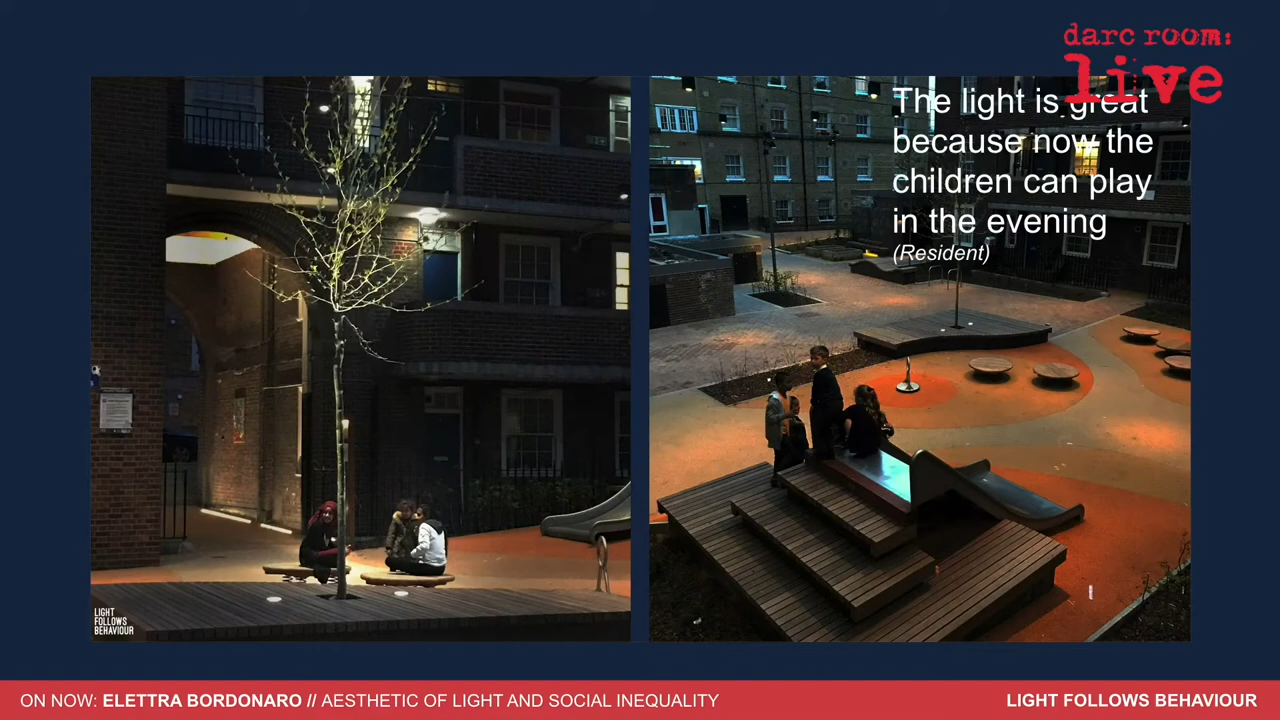 darc room:
live
The light is great
because now the
children can play
in the evening
(Resident)
LIGHT
FOLLOWS
BEHAVIOUR
ON NOW: ELETTRA BORDONARO // AESTHETIC OF LIGHT AND SOCIAL INEQUALITY
LIGHT FOLLOWS BEHAVIOUR